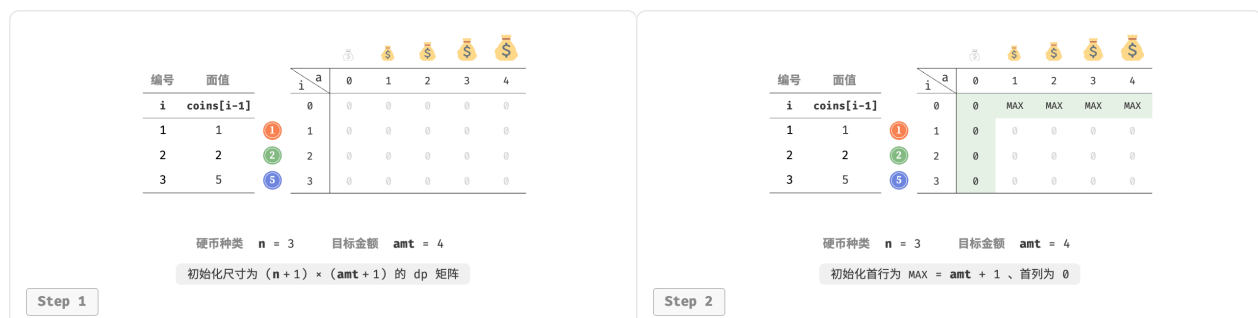 编号 面值 i a 0 1 2 3 4
i coins[i-1] 0 0 0 0 0 0
1 1 1 1 0 0 0 0 0
2 2 2 2 0 0 0 0 0
3 5 5 3 0 0 0 0 0
硬币种类 n = 3 目标金额 amt = 4
初始化尺寸为 (n + 1) × (amt + 1) 的 dp 矩阵
Step 1
编号 面值 i a 0 1 2 3 4
i coins[i-1] 0 0 MAX MAX MAX MAX
1 1 1 1 0 0 0 0 0
2 2 2 2 0 0 0 0 0
3 5 5 3 0 0 0 0 0
硬币种类 n = 3 目标金额 amt = 4
初始化首行为 MAX = amt + 1 、首列为 0
Step 2